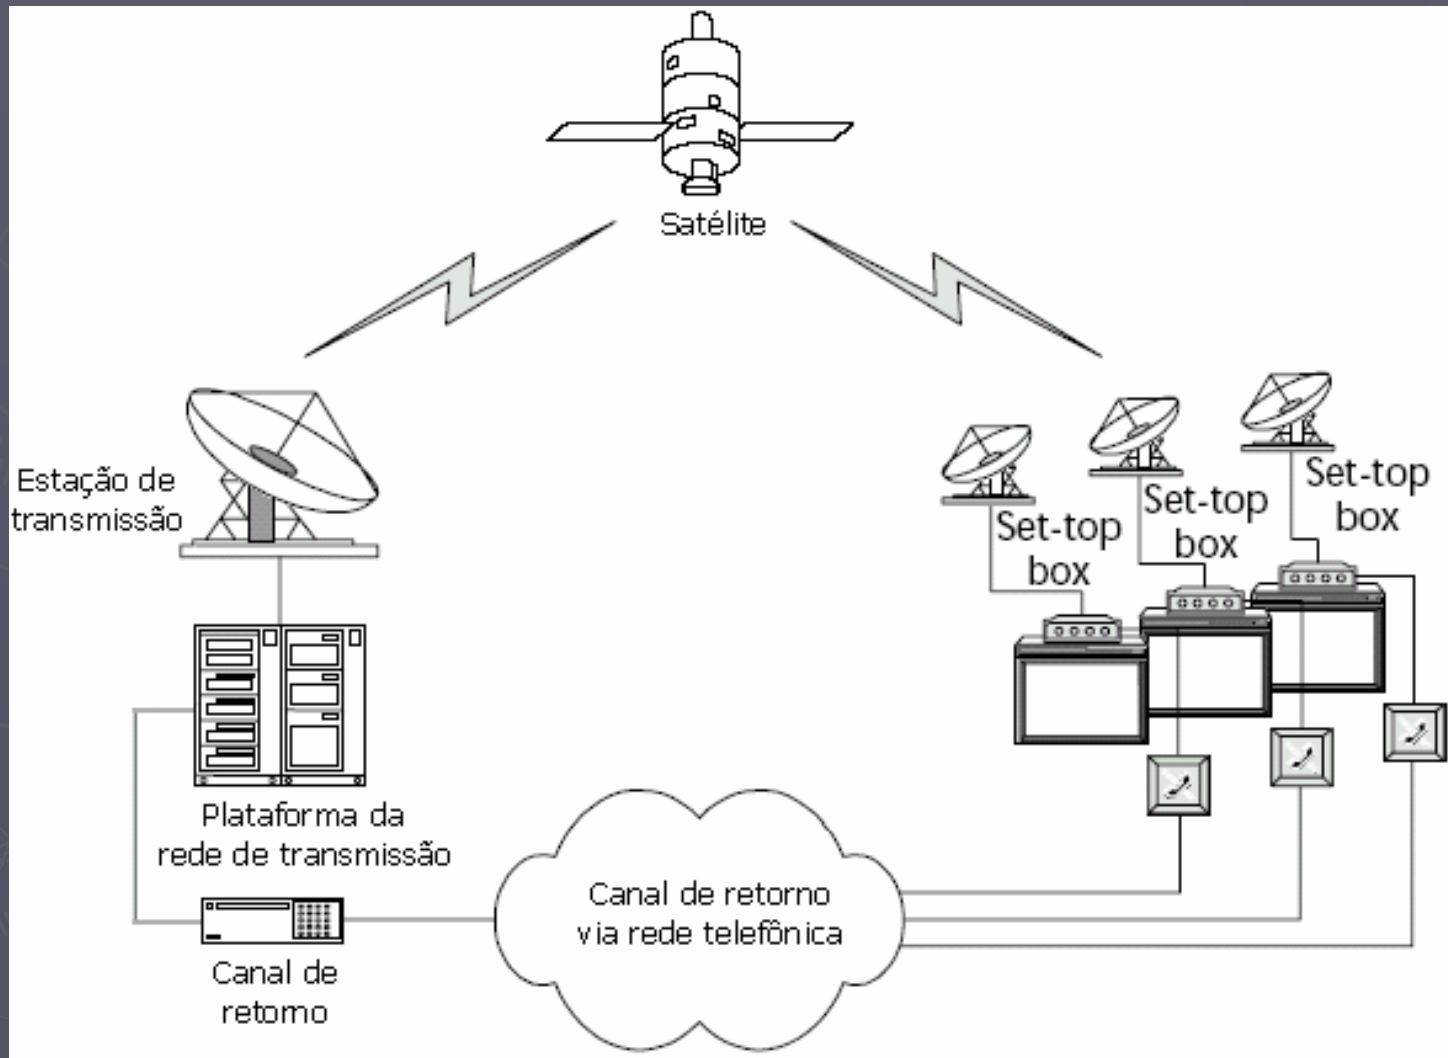 Satélite
Estação de
transmissão
Set-top
box
Set-top
box
Set-top
box
Plataforma da
rede de transmissão
Canal de retorno
via rede telefônica
Canal de
retorno